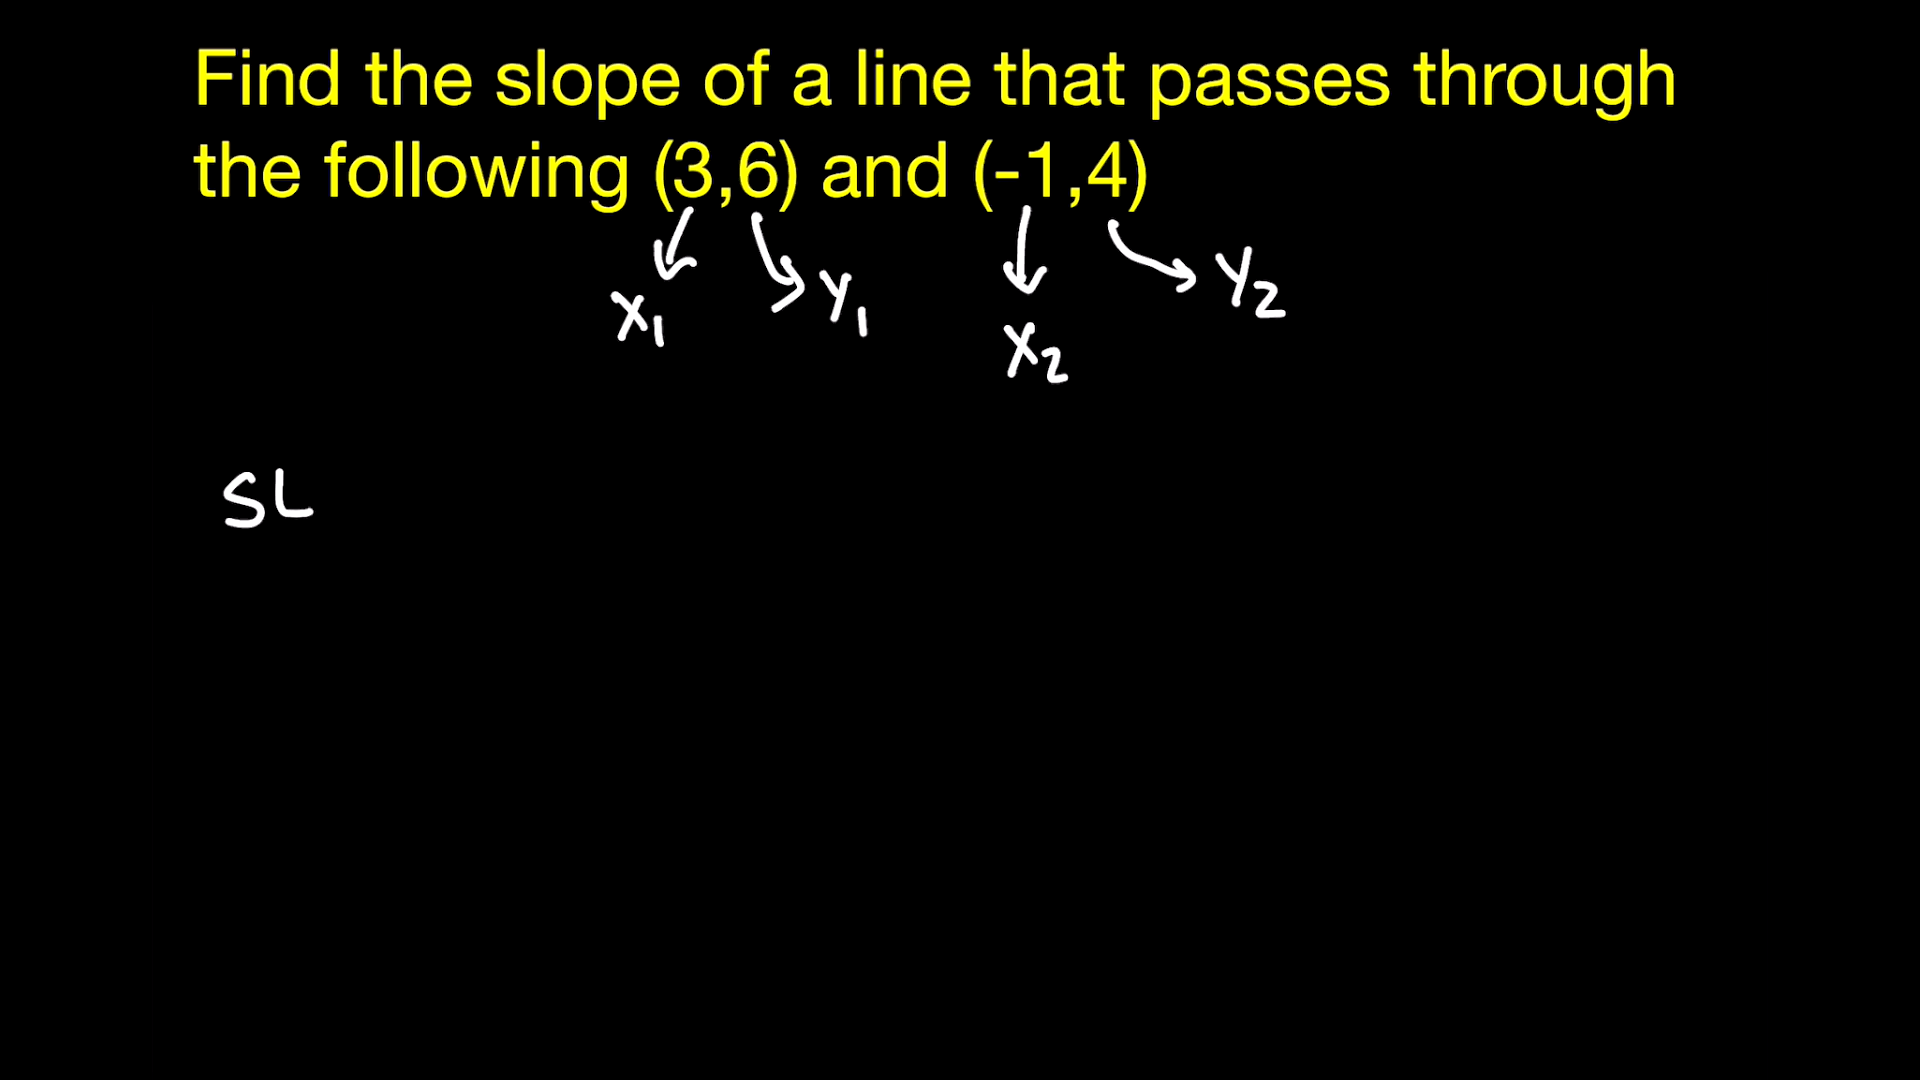 Find the slope of a line that passes through
the following (3,6) and (-1,4)
x₁ y₁ x₂ y₂
SL